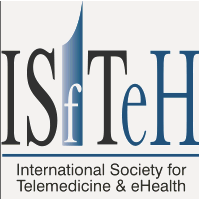 ISfTeH
International Society for
Telemedicine & eHealth